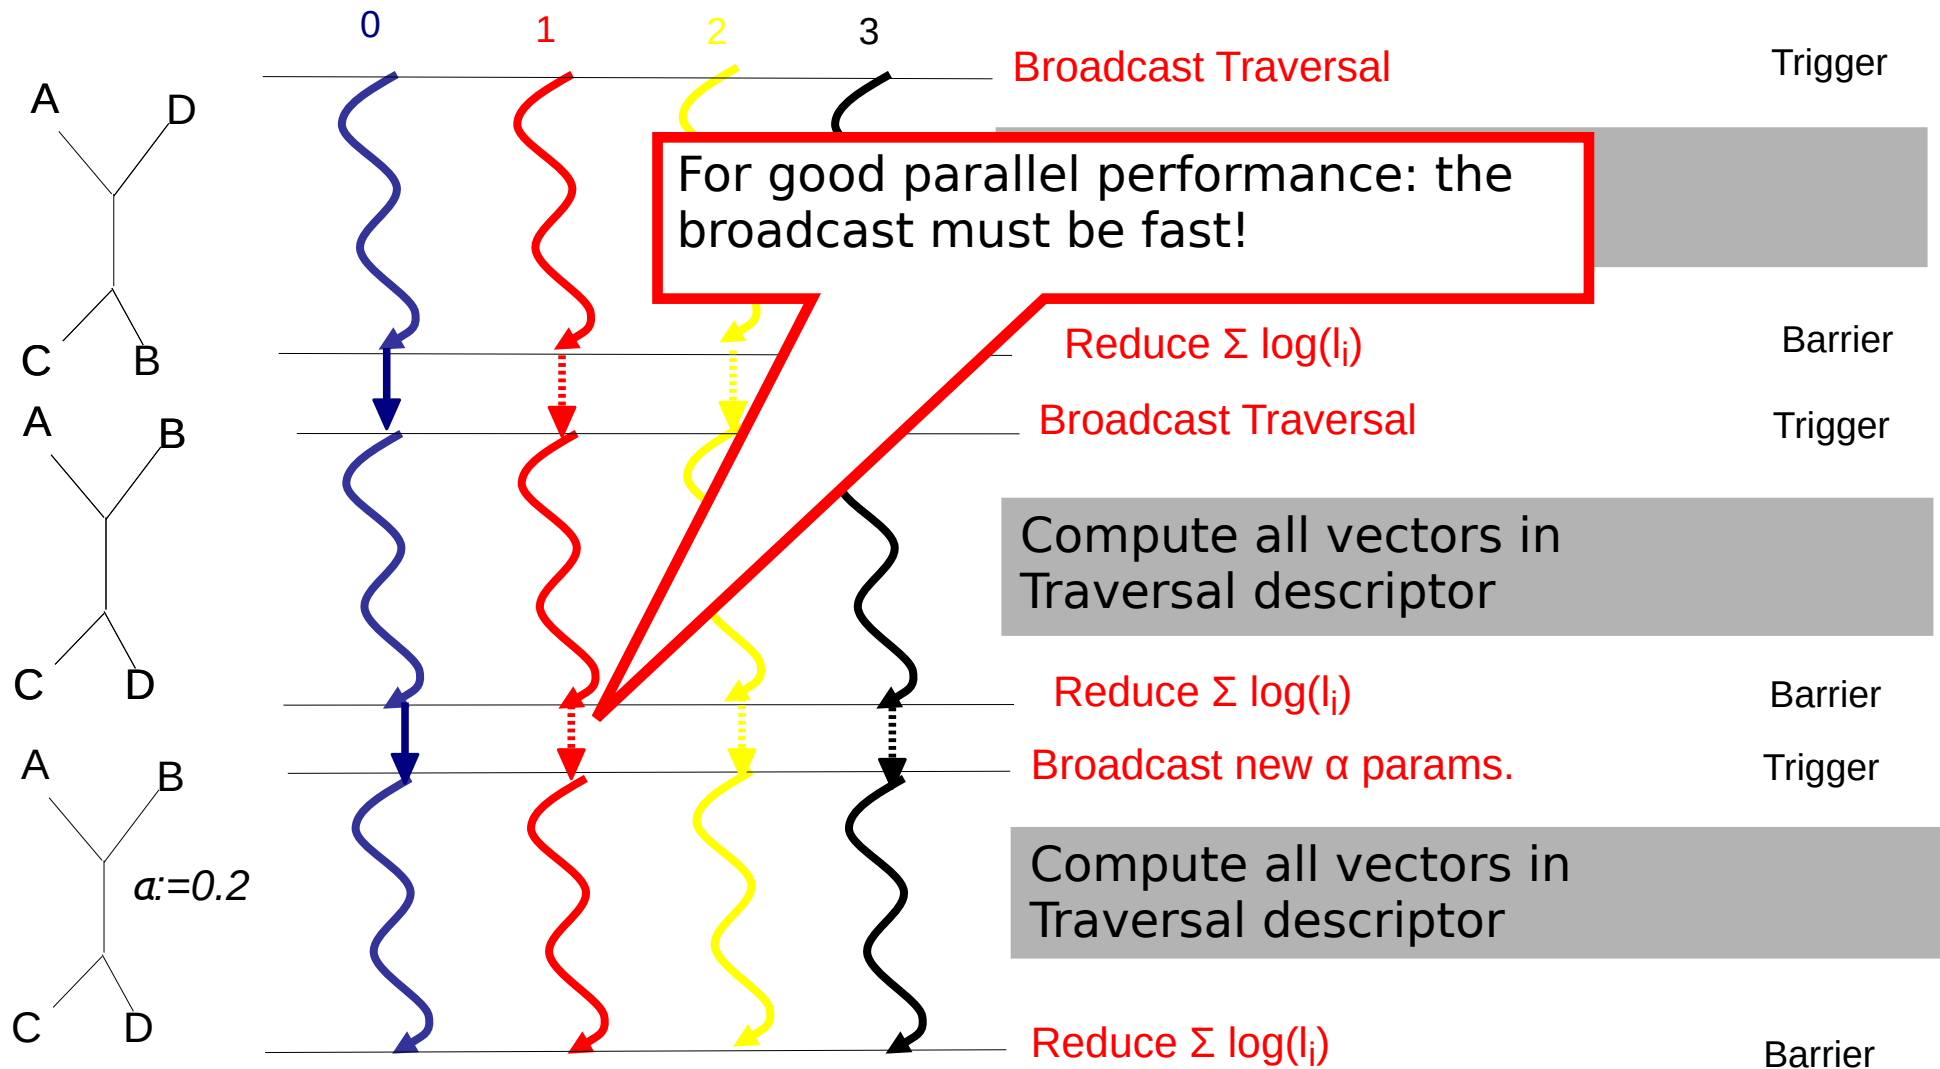 0 1 2 3
Broadcast Traversal Trigger
A D
For good parallel performance: the
broadcast must be fast!
C B
Reduce Σ log(lᵢ) Barrier
A B
Broadcast Traversal Trigger
Compute all vectors in
Traversal descriptor
C D
Reduce Σ log(lᵢ) Barrier
A B
Broadcast new α params. Trigger
Compute all vectors in
Traversal descriptor
α:=0.2
C D
Reduce Σ log(lᵢ) Barrier